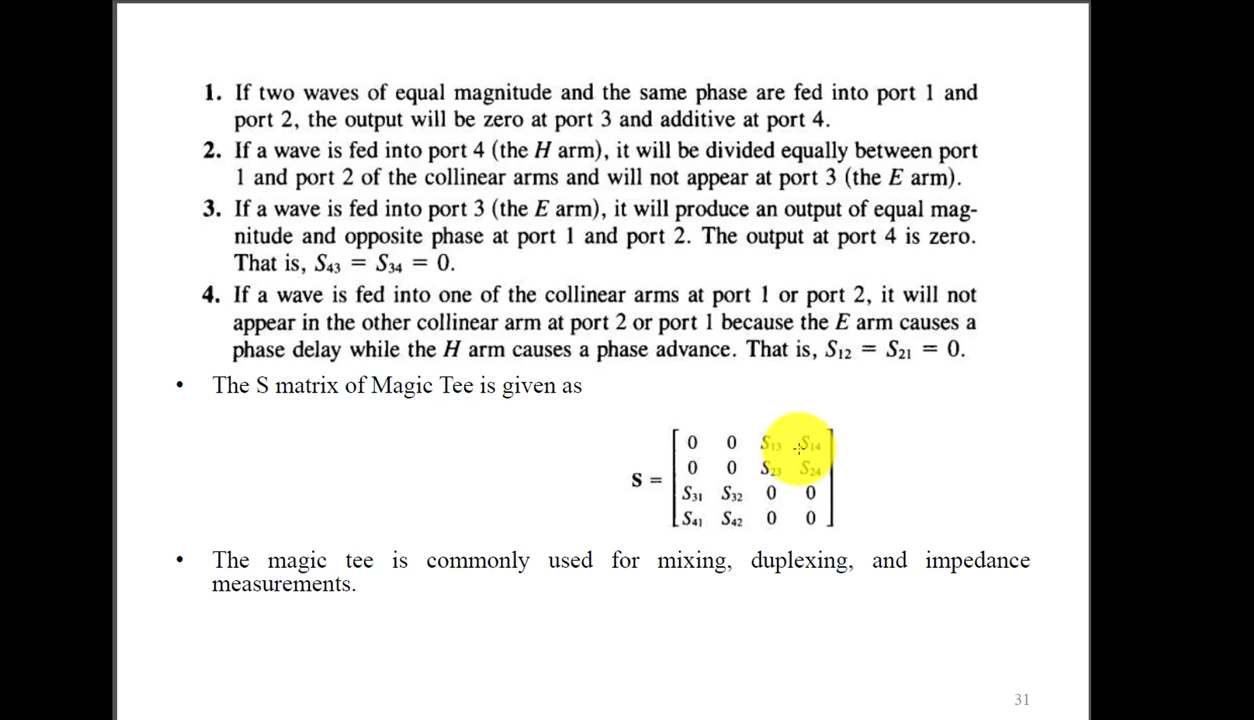 1. If two waves of equal magnitude and the same phase are fed into port 1 and
port 2, the output will be zero at port 3 and additive at port 4.
2. If a wave is fed into port 4 (the H arm), it will be divided equally between port
1 and port 2 of the collinear arms and will not appear at port 3 (the E arm).
3. If a wave is fed into port 3 (the E arm), it will produce an output of equal mag-
nitude and opposite phase at port 1 and port 2. The output at port 4 is zero.
That is, S43 = S34 = 0.
4. If a wave is fed into one of the collinear arms at port 1 or port 2, it will not
appear in the other collinear arm at port 2 or port 1 because the E arm causes a
phase delay while the H arm causes a phase advance. That is, S12 = S21 = 0.
• The S matrix of Magic Tee is given as
0 0 S13 S14
0 0 S23 S24
S =
S31 S32 0 0
S41 S42 0 0
• The magic tee is commonly used for mixing, duplexing, and impedance
measurements.
31